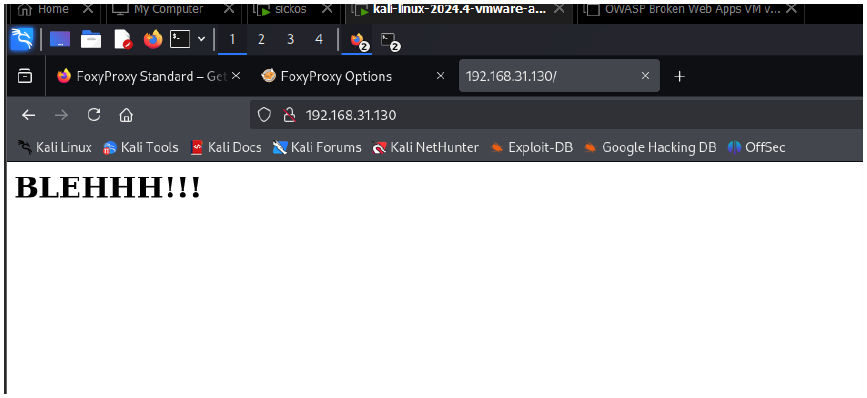 Home My Computer sickos kali-linux-2024.4-vmware-a... OWASP Broken Web Apps VM v...
1 2 3 4 2 2
FoxyProxy Standard – Get FoxyProxy Options 192.168.31.130/
192.168.31.130
Kali Linux Kali Tools Kali Docs Kali Forums Kali NetHunter Exploit-DB Google Hacking DB OffSec
BLEHHH!!!